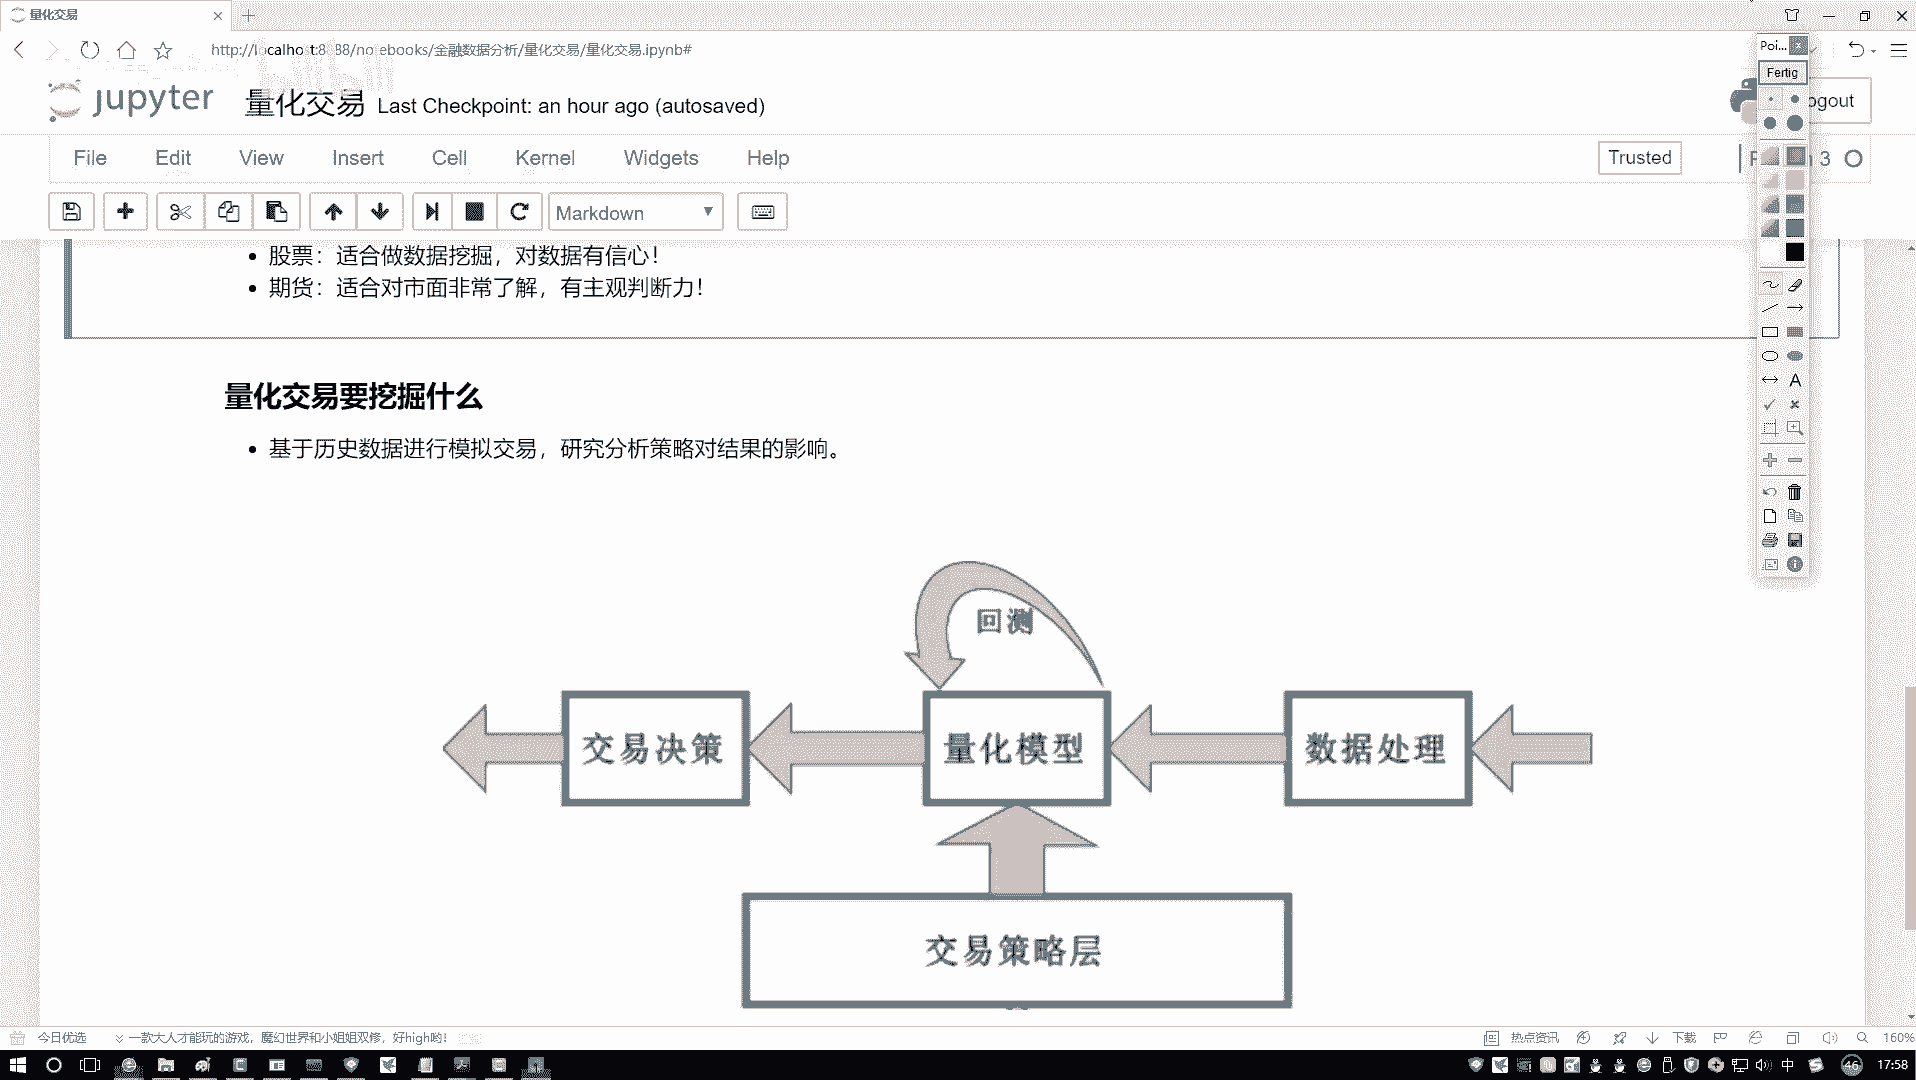 量化交易
http://localhost:8888/notebooks/金融数据分析/量化交易/量化交易.ipynb#
Poi...
Fertig
jupyter 量化交易 Last Checkpoint: an hour ago (autosaved)
ogout
File Edit View Insert Cell Kernel Widgets Help
Trusted
3
Markdown
股票：适合做数据挖掘，对数据有信心！
期货：适合对市面非常了解，有主观判断力！
量化交易要挖掘什么
基于历史数据进行模拟交易，研究分析策略对结果的影响。
回测
交易决策 量化模型 数据处理
交易策略层
今日优选 一款大人才能玩的游戏，魔幻世界和小姐姐双修，好high哟！
热点资讯 下载 160%
中 46 17:58